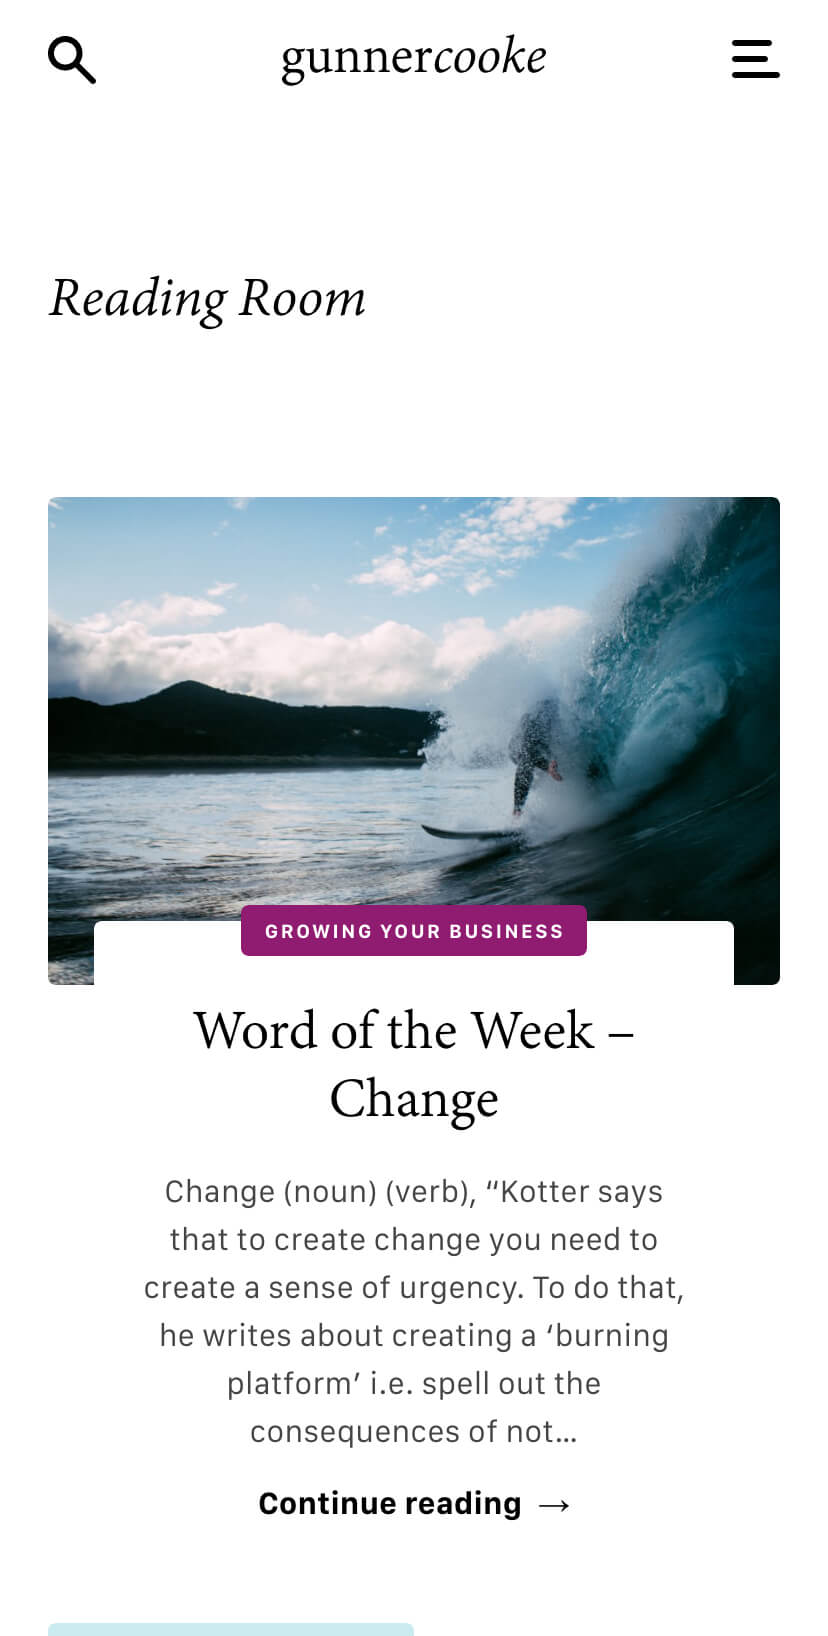 gunnercooke
Reading Room
GROWING YOUR BUSINESS
Word of the Week –
Change
Change (noun) (verb), “Kotter says
that to create change you need to
create a sense of urgency. To do that,
he writes about creating a ‘burning
platform’ i.e. spell out the
consequences of not…
Continue reading →